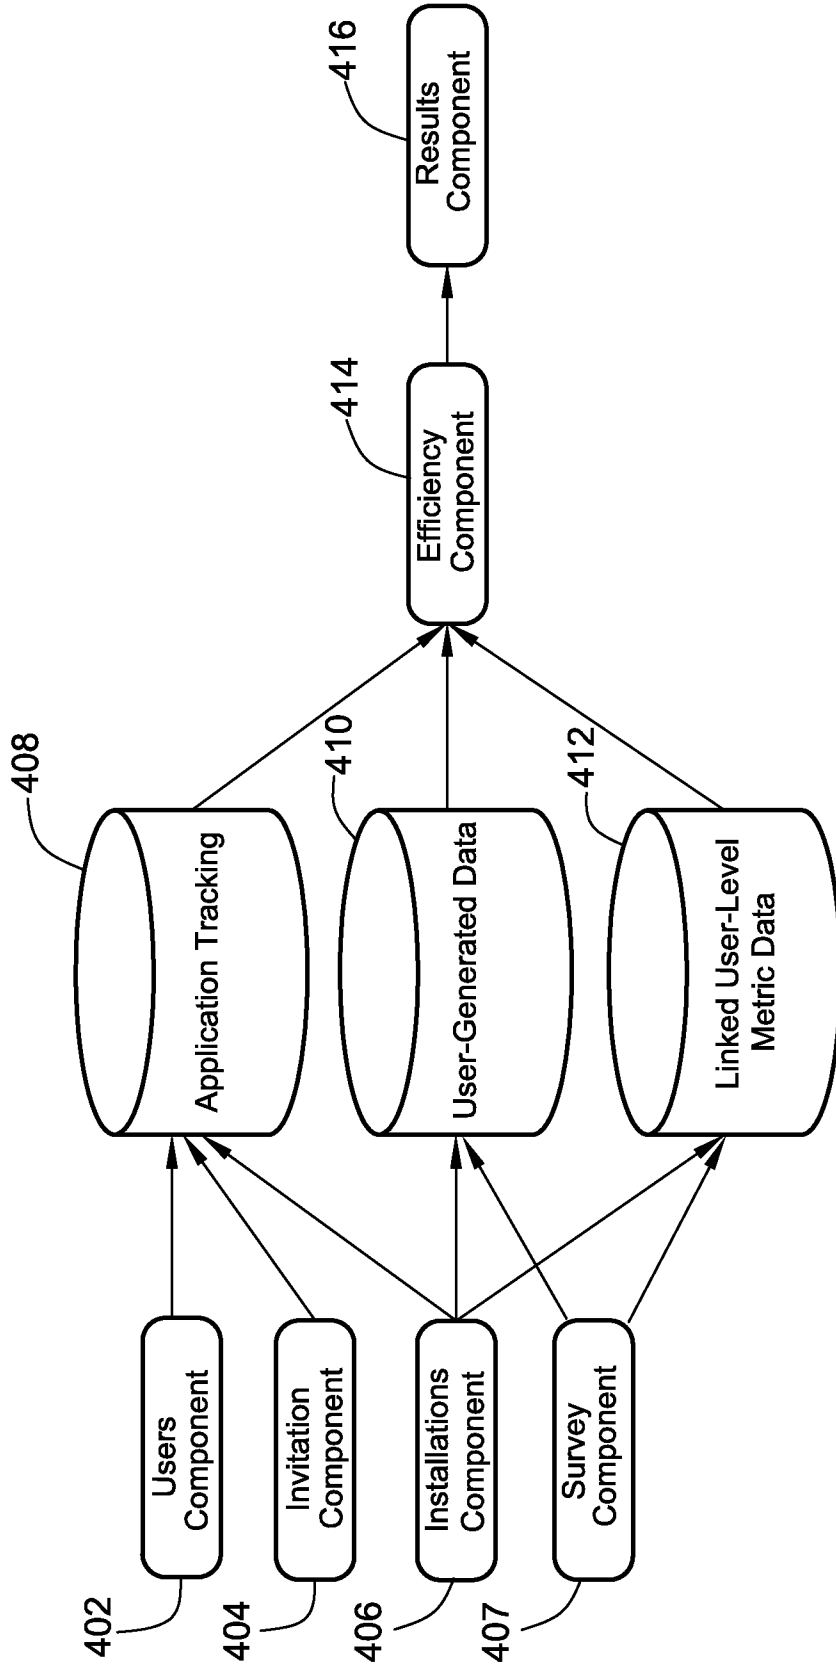 402
Users
Component
404
Invitation
Component
406
Installations
Component
407
Survey
Component
408
Application Tracking
410
User-Generated Data
412
Linked User-Level
Metric Data
414
Efficiency
Component
416
Results
Component